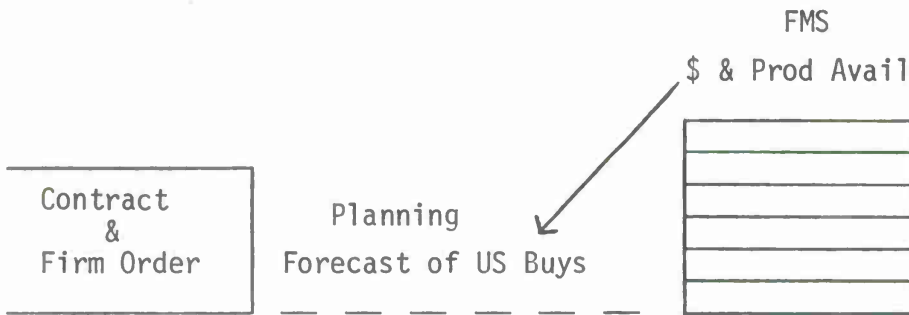 FMS
$ & Prod Avail
Contract
&
Firm Order
Planning
Forecast of US Buys